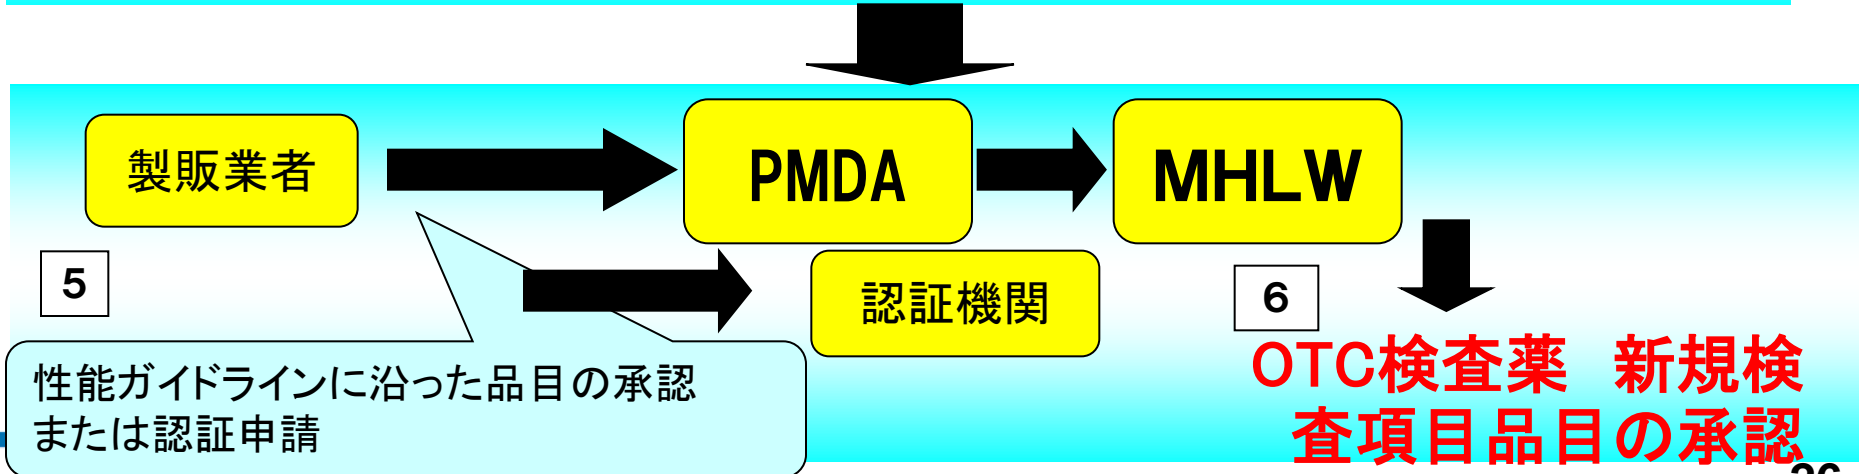 製販業者
PMDA
MHLW
5
認証機関
6
性能ガイドラインに沿った品目の承認
または認証申請
OTC検査薬　新規検
査項目品目の承認
26